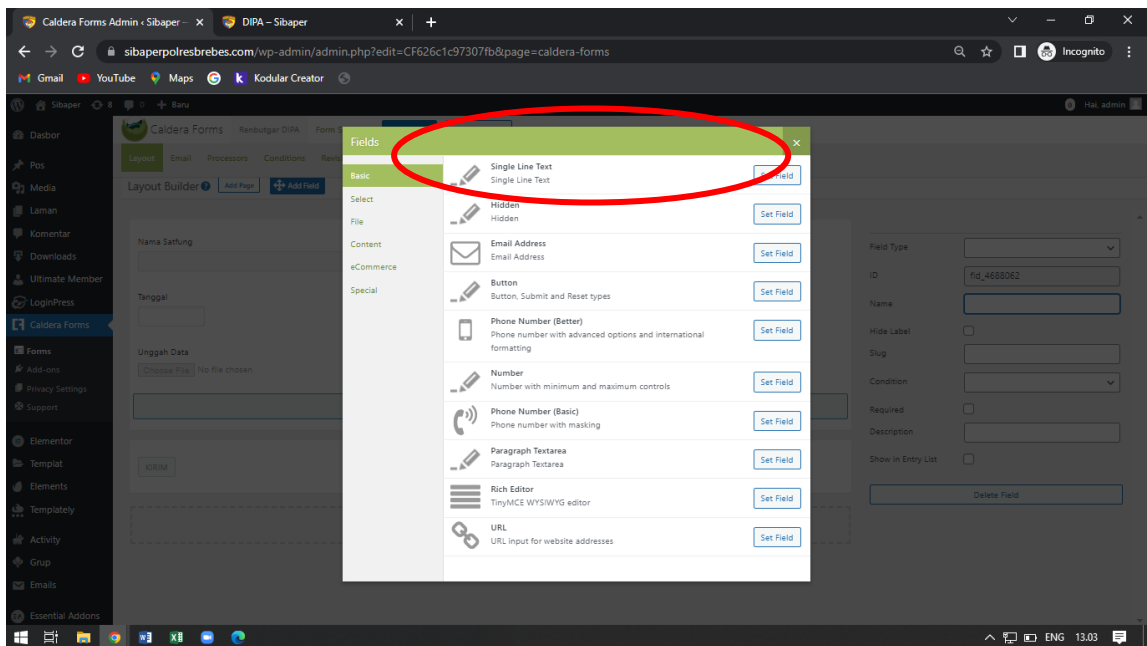 Caldera Forms Admin ‹ Sibaper –
DIPA – Sibaper
sibaperpolresbrebes.com/wp-admin/admin.php?edit=CF626c1c97307fb&page=caldera-forms
Incognito
Gmail
YouTube
Maps
Kodular Creator
Sibaper
8
0
Baru
Hai, admin
Dasbor
Pos
Media
Laman
Komentar
Downloads
Ultimate Member
LoginPress
Caldera Forms
Forms
Add-ons
Privacy Settings
Support
Elementor
Templat
Elements
Templately
Activity
Grup
Emails
Essential Addons
Caldera Forms
Renbutgar DIPA
Form S
Layout
Email
Processors
Conditions
Layout Builder
Add Page
Add Field
Nama Satfung
Tanggal
Unggah Data
Choose File
No file chosen
KIRIM
Fields
×
Basic
Select
File
Content
eCommerce
Special
Single Line Text
Single Line Text
Field
Hidden
Hidden
Set Field
Email Address
Email Address
Set Field
Button
Button, Submit and Reset types
Set Field
Phone Number (Better)
Phone number with advanced options and international
formatting
Set Field
Number
Number with minimum and maximum controls
Set Field
Phone Number (Basic)
Phone number with masking
Set Field
Paragraph Textarea
Paragraph Textarea
Set Field
Rich Editor
TinyMCE WYSIWYG editor
Set Field
URL
URL input for website addresses
Set Field
Field Type
ID
fld_4688062
Name
Hide Label
Slug
Condition
Required
Description
Show in Entry List
Delete Field
ENG
13.03